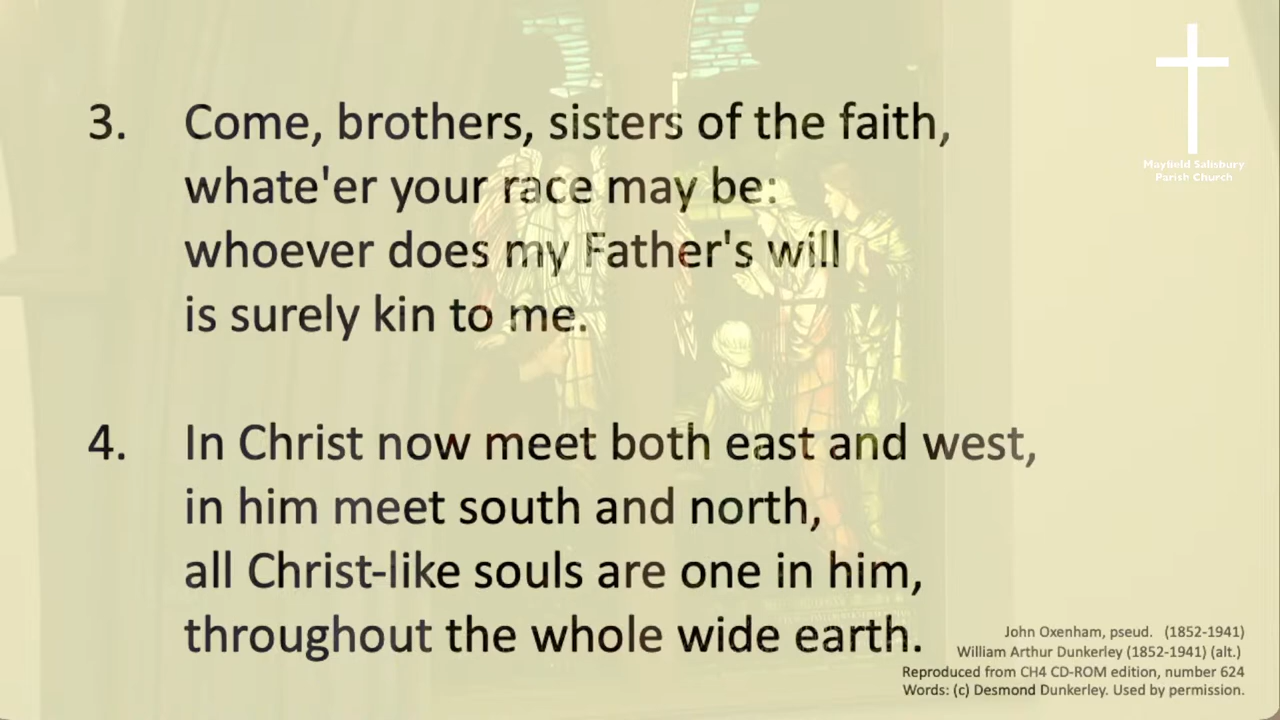 Mayfield Salisbury
Parish Church
3. Come, brothers, sisters of the faith,
whate'er your race may be:
whoever does my Father's will
is surely kin to me.
4. In Christ now meet both east and west,
in him meet south and north,
all Christ-like souls are one in him,
throughout the whole wide earth.
John Oxenham, pseud. (1852-1941)
William Arthur Dunkerley (1852-1941) (alt.)
Reproduced from CH4 CD-ROM edition, number 624
Words: (c) Desmond Dunkerley. Used by permission.